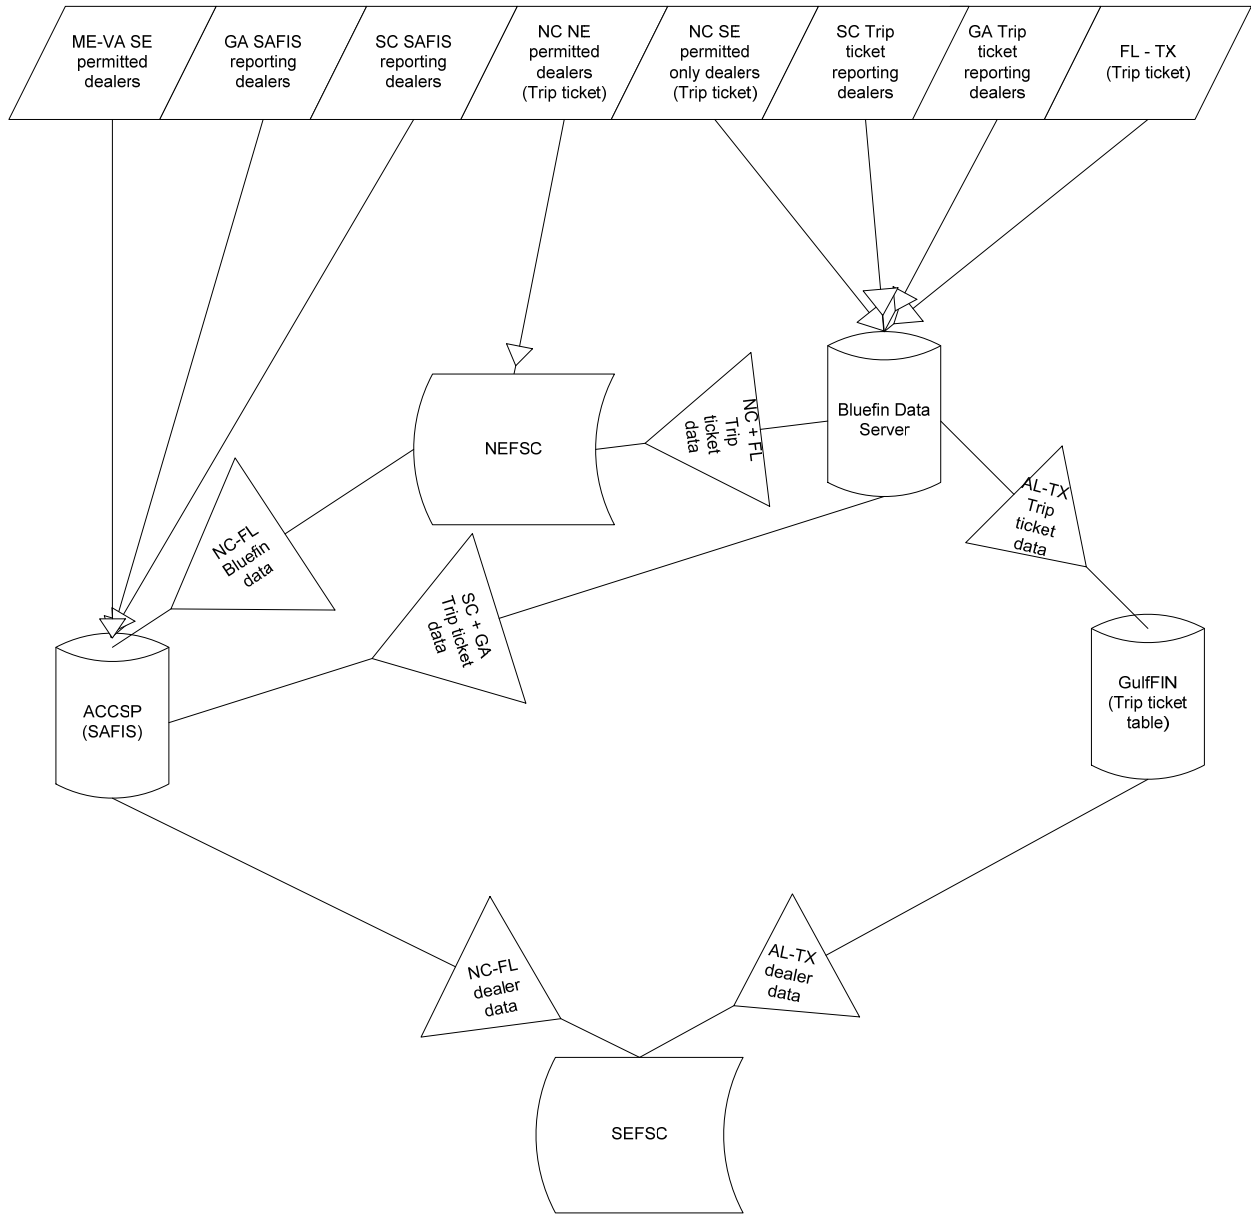 ME-VA SE
permitted
dealers
GA SAFIS
reporting
dealers
SC SAFIS
reporting
dealers
NC NE
permitted
dealers
(Trip ticket)
NC SE
permitted
only dealers
(Trip ticket)
SC Trip
ticket
reporting
dealers
GA Trip
ticket
reporting
dealers
FL - TX
(Trip ticket)
Bluefin Data
Server
NEFSC
NC + FL
Trip
ticket
data
AL-TX
Trip
ticket
data
NC-FL
Bluefin
data
SC + GA
Trip ticket
data
ACCSP
(SAFIS)
GulfFIN
(Trip ticket
table)
NC-FL
dealer
data
AL-TX
dealer
data
SEFSC